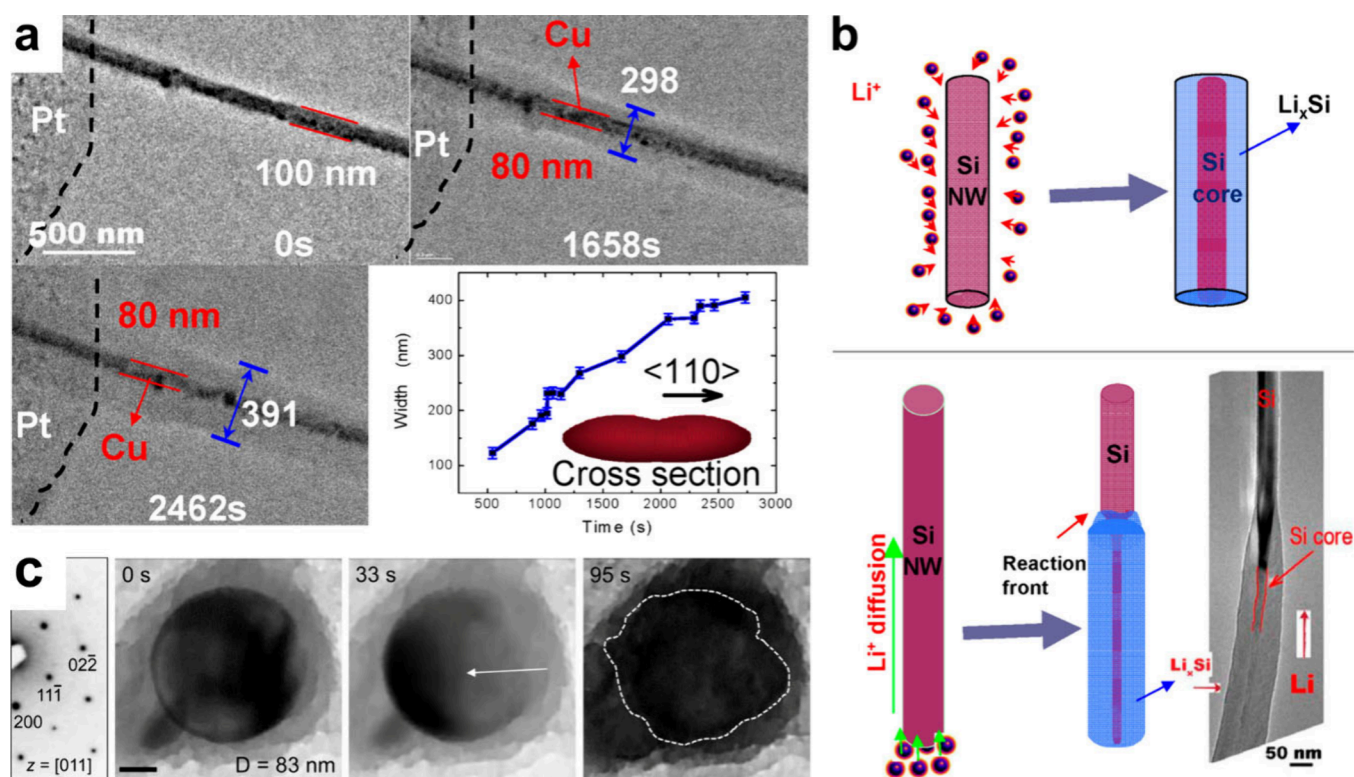 a
Pt
100 nm
500 nm
0s
Cu
298
Pt
80 nm
1658s
80 nm
391
Pt
Cu
2462s
Width (nm)
400
300
200
100
<110>
Cross section
500 1000 1500 2000 2500 3000
Time (s)
b
Li+
Si
NW
LixSi
Si
core
Si
NW
Li+ diffusion
Si
Reaction
front
LixSi
Si
Si core
Li
50 nm
c
022̄
111̄
200
z = [011]
0 s
D = 83 nm
33 s
95 s